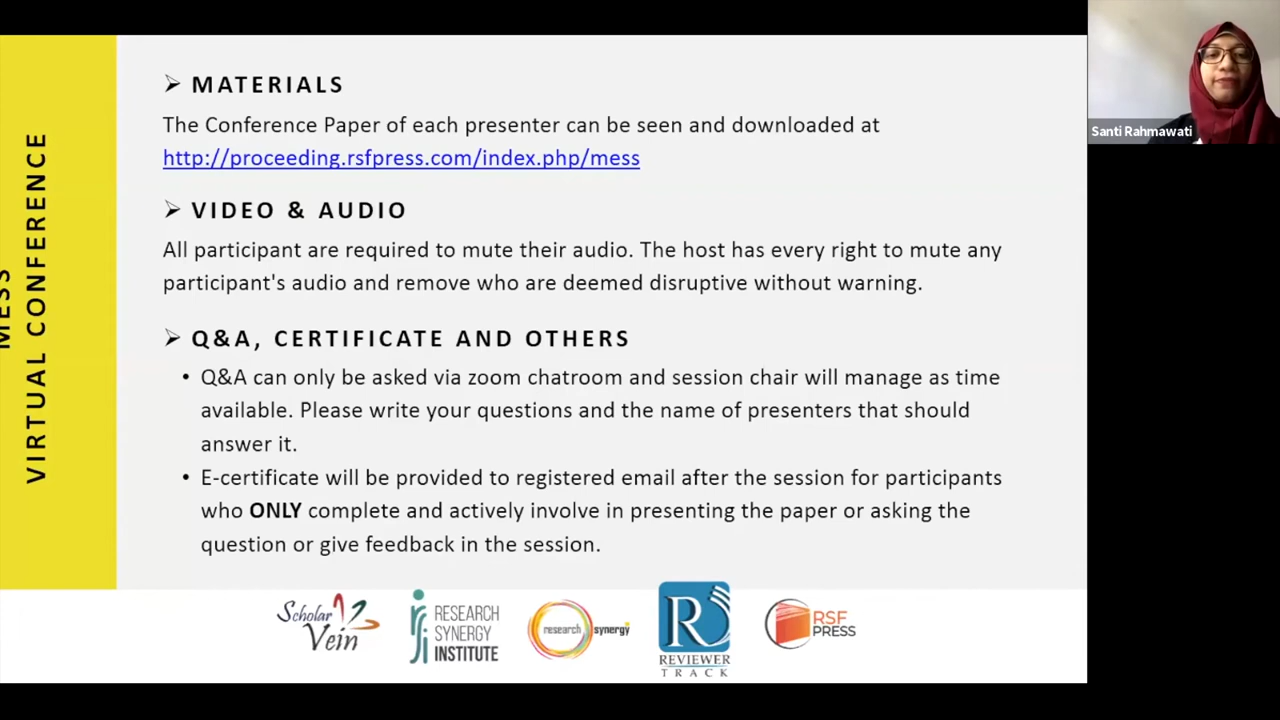 MESS
VIRTUAL CONFERENCE
➢ MATERIALS
The Conference Paper of each presenter can be seen and downloaded at
http://proceeding.rsfpress.com/index.php/mess
➢ VIDEO & AUDIO
All participant are required to mute their audio. The host has every right to mute any
participant's audio and remove who are deemed disruptive without warning.
➢ Q&A, CERTIFICATE AND OTHERS
• Q&A can only be asked via zoom chatroom and session chair will manage as time
available. Please write your questions and the name of presenters that should
answer it.
• E-certificate will be provided to registered email after the session for participants
who ONLY complete and actively involve in presenting the paper or asking the
question or give feedback in the session.
Scholar
Vein
RESEARCH
SYNERGY
INSTITUTE
research synergy
R
REVIEWER
TRACK
RSF
PRESS
Santi Rahmawati